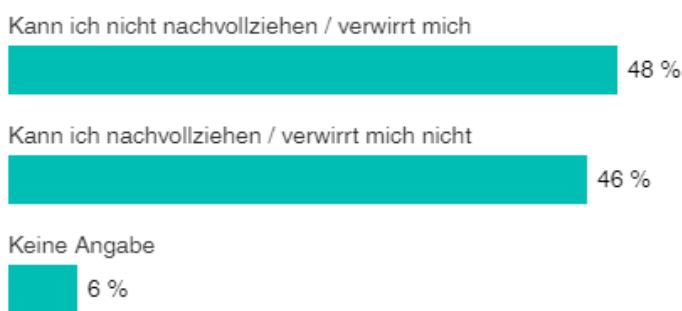 Kann ich nicht nachvollziehen / verwirrt mich
48 %
Kann ich nachvollziehen / verwirrt mich nicht
46 %
Keine Angabe
6 %